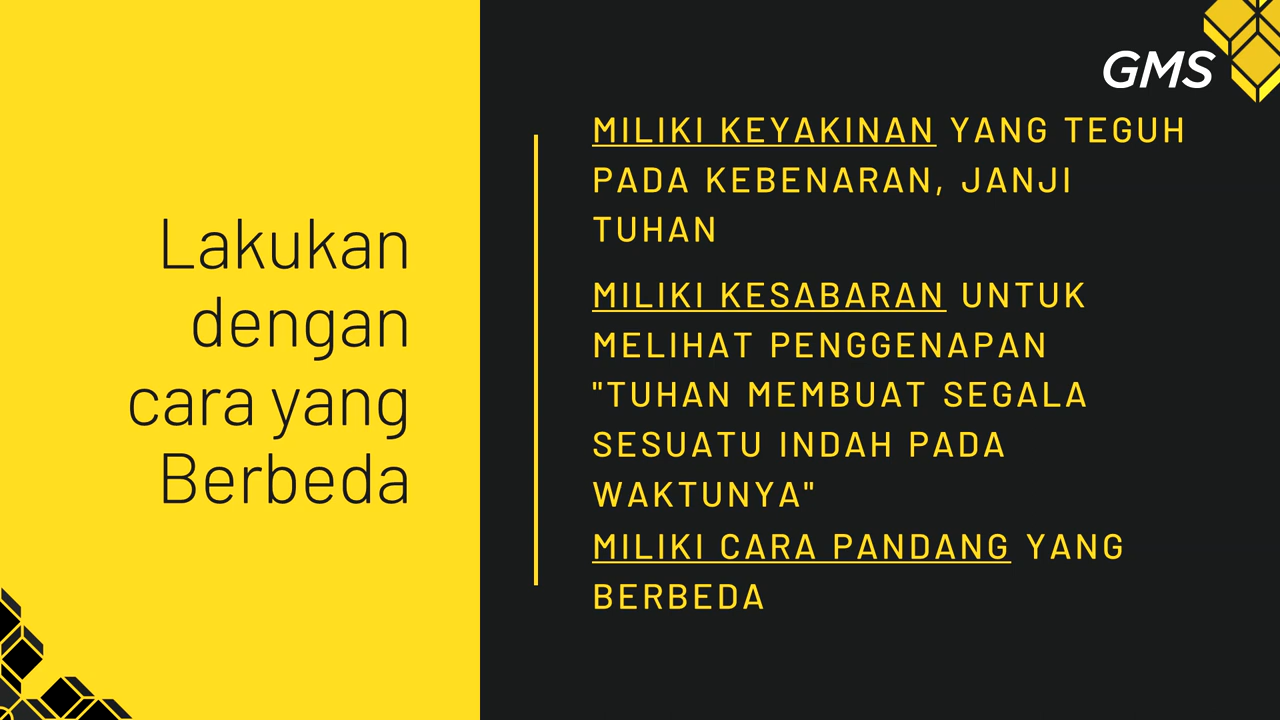 Lakukan
dengan
cara yang
Berbeda
GMS
MILIKI KEYAKINAN YANG TEGUH
PADA KEBENARAN, JANJI
TUHAN
MILIKI KESABARAN UNTUK
MELIHAT PENGGENAPAN
"TUHAN MEMBUAT SEGALA
SESUATU INDAH PADA
WAKTUNYA"
MILIKI CARA PANDANG YANG
BERBEDA